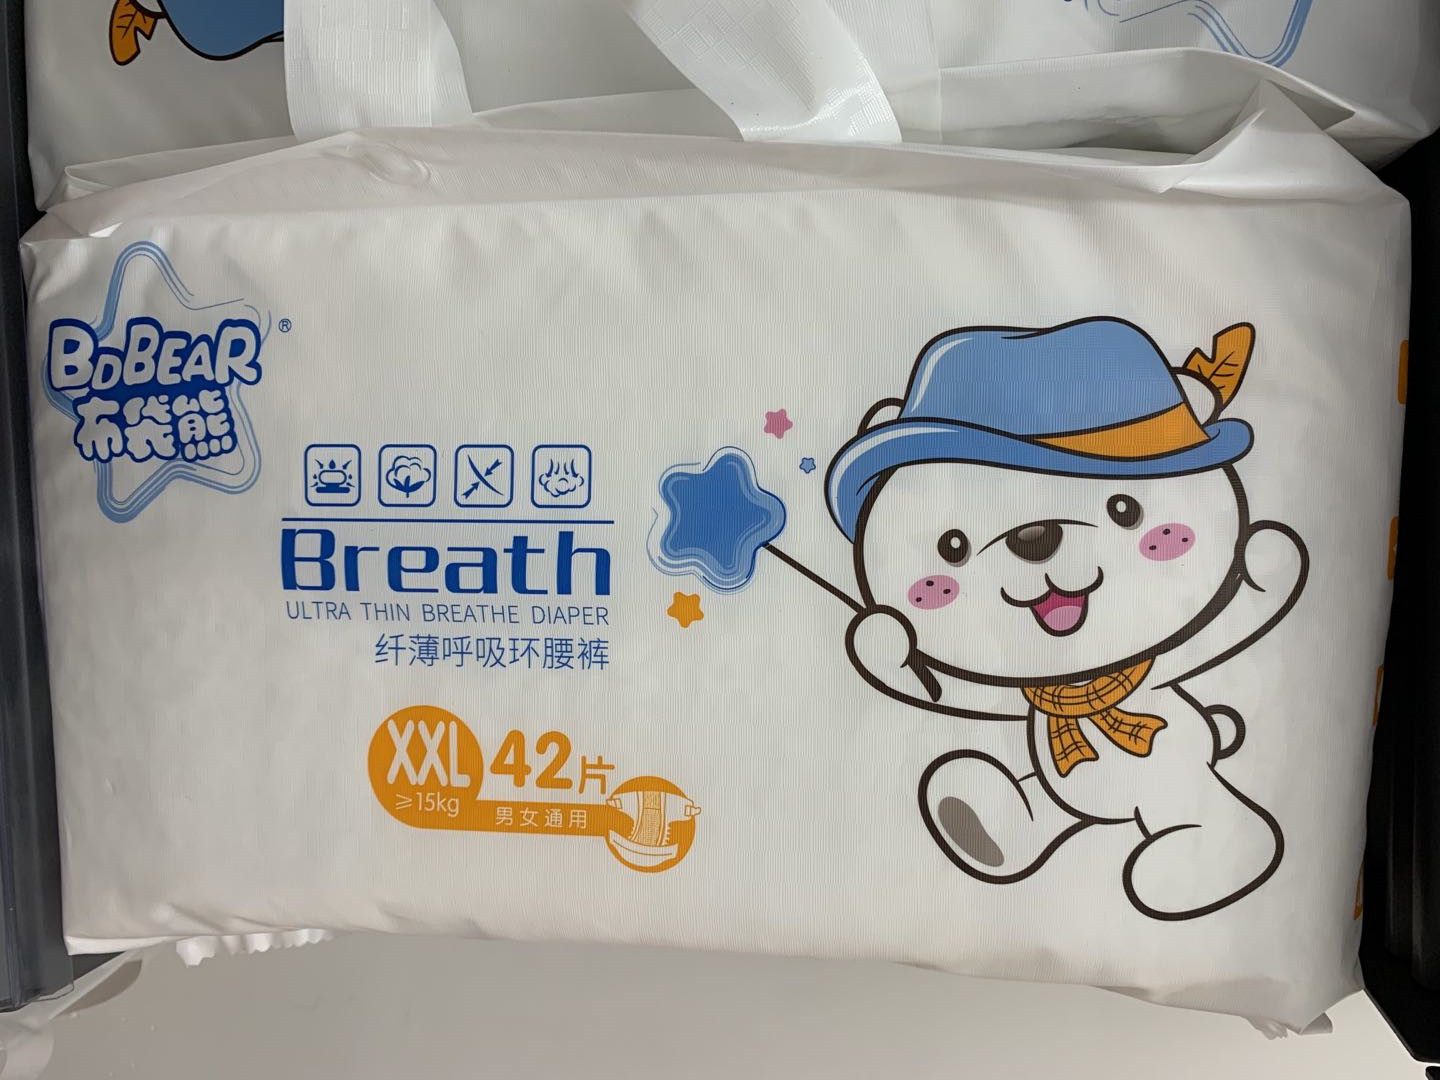 BDBEAR ®
布袋熊
Breath
ULTRA THIN BREATHE DIAPER
纤薄呼吸环腰裤
XXL 42片
≥15kg 男女通用